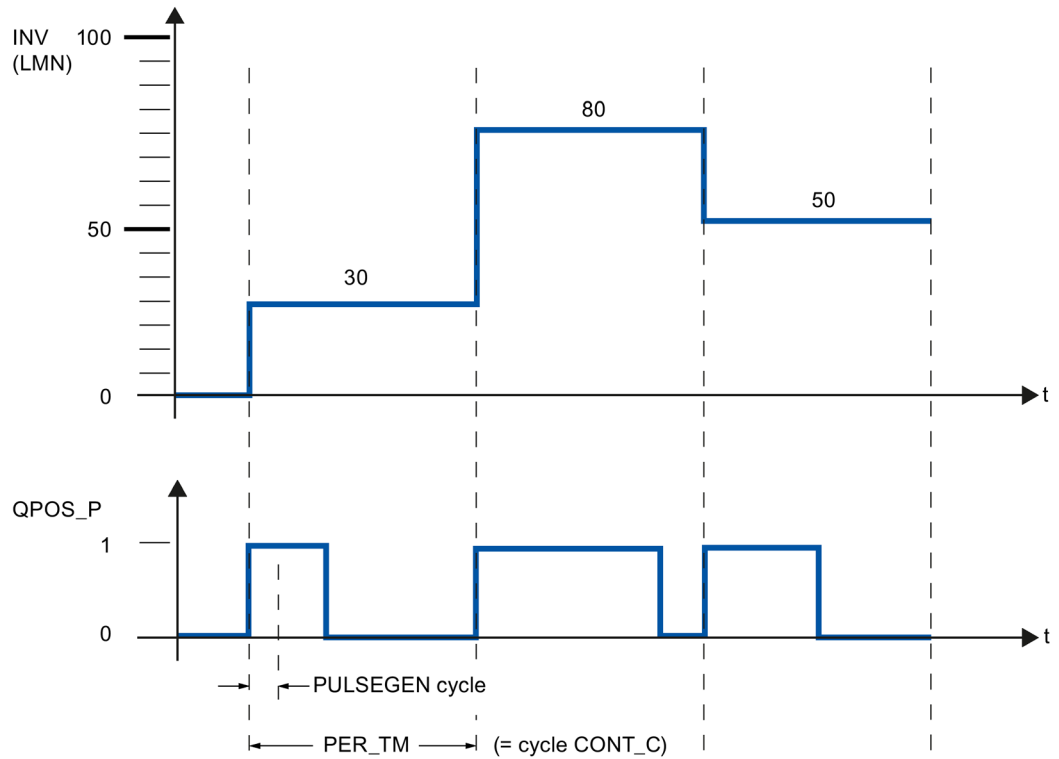 INV 100
(LMN)
80
50
50
30
0
t
QPOS_P
1
0
t
PULSEGEN cycle
PER_TM (= cycle CONT_C)